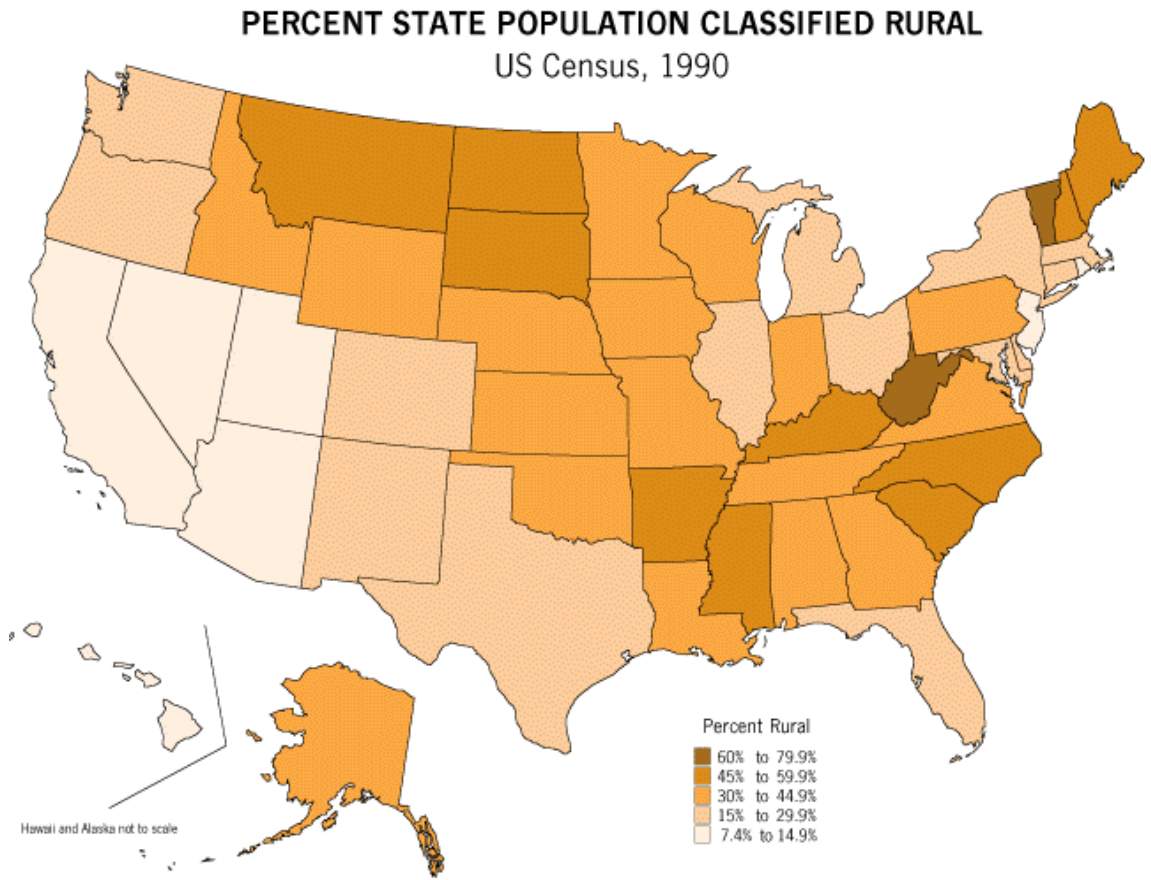 PERCENT STATE POPULATION CLASSIFIED RURAL
US Census, 1990
Percent Rural
60% to 79.9%
45% to 59.9%
30% to 44.9%
15% to 29.9%
7.4% to 14.9%
Hawaii and Alaska not to scale